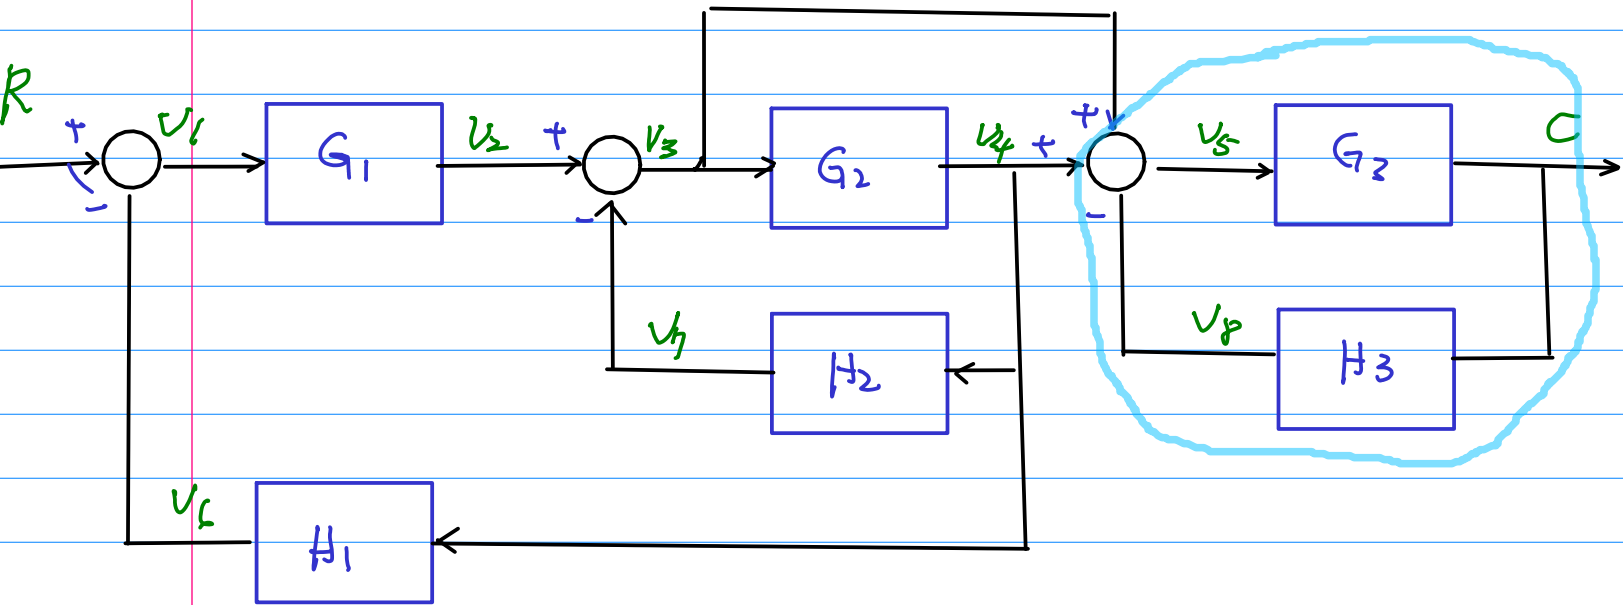 R + V₁ G₁ V₂ + V₃ G₂ V₄ + + V₅ G₃ C
- - -
V₇ H₂ V₈ H₃
V₆ H₁